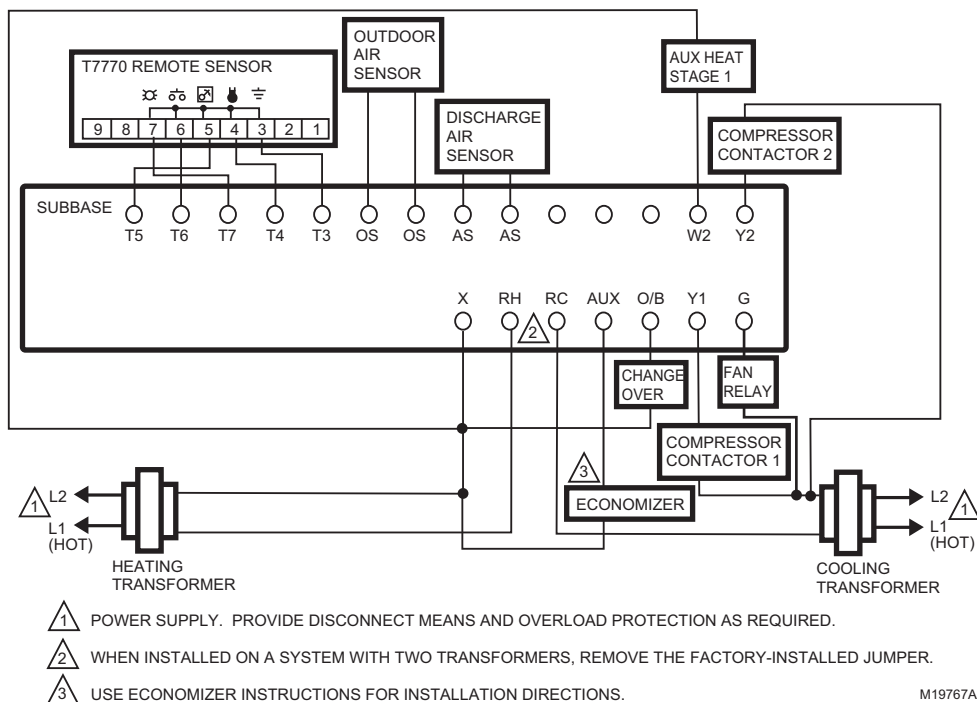 OUTDOOR
AIR
SENSOR
AUX HEAT
STAGE 1
T7770 REMOTE SENSOR
9 8 7 6 5 4 3 2 1
DISCHARGE
AIR
SENSOR
COMPRESSOR
CONTACTOR 2
SUBBASE
T5 T6 T7 T4 T3 OS OS AS AS W2 Y2
X RH RC AUX O/B Y1 G
2
CHANGE
OVER
FAN
RELAY
COMPRESSOR
CONTACTOR 1
3
ECONOMIZER
1
L2
L1
(HOT)
HEATING
TRANSFORMER
L2
1
L1
(HOT)
COOLING
TRANSFORMER
1 POWER SUPPLY. PROVIDE DISCONNECT MEANS AND OVERLOAD PROTECTION AS REQUIRED.
2 WHEN INSTALLED ON A SYSTEM WITH TWO TRANSFORMERS, REMOVE THE FACTORY-INSTALLED JUMPER.
3 USE ECONOMIZER INSTRUCTIONS FOR INSTALLATION DIRECTIONS.
M19767A